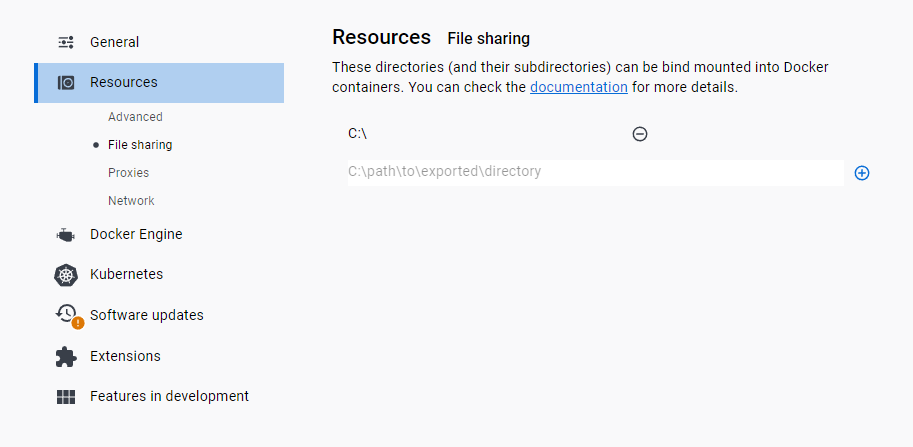 General
Resources
Advanced
File sharing
Proxies
Network
Docker Engine
Kubernetes
Software updates
Extensions
Features in development
Resources File sharing
These directories (and their subdirectories) can be bind mounted into Docker
containers. You can check the documentation for more details.
C:\
C:\path\to\exported\directory